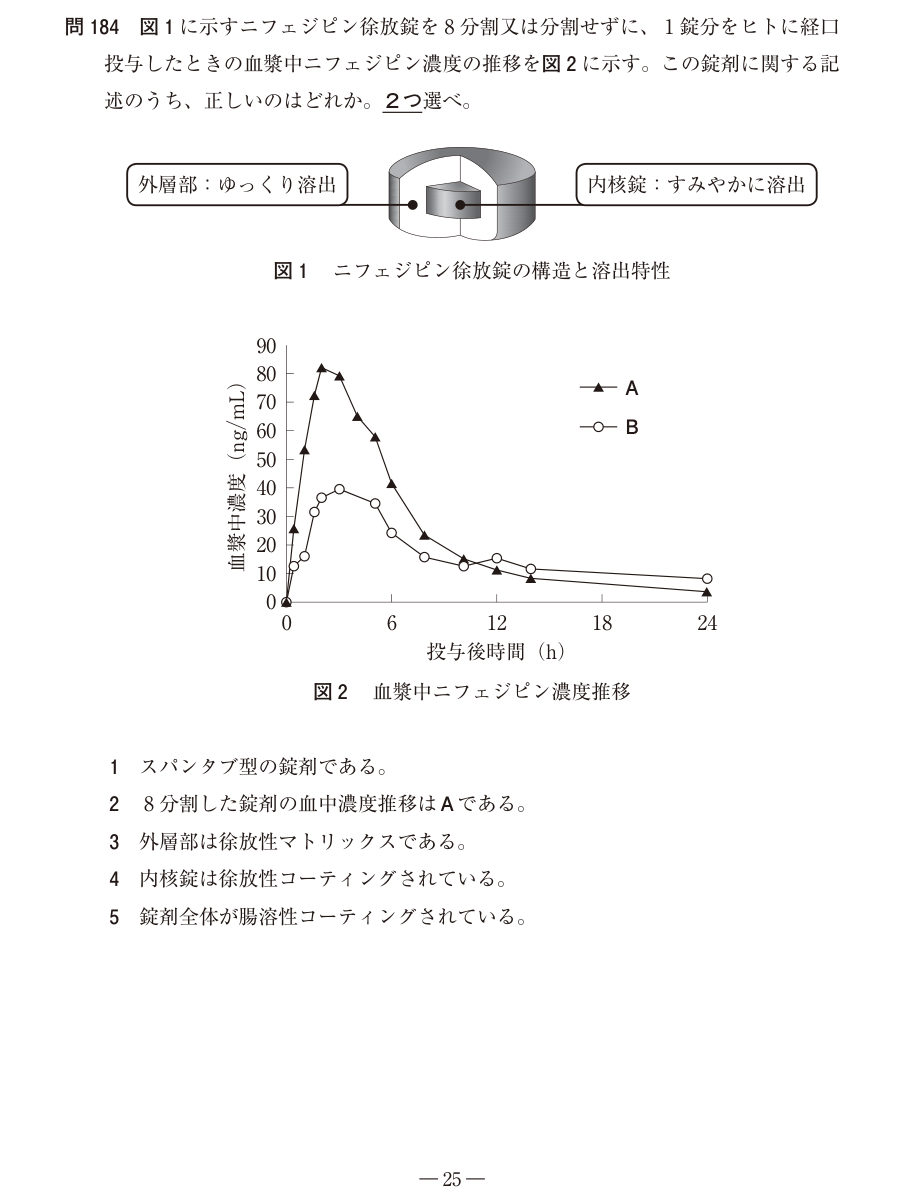 問 184 図1に示すニフェジピン徐放錠を8分割又は分割せずに、1錠分をヒトに経口
投与したときの血漿中ニフェジピン濃度の推移を図2に示す。この錠剤に関する記
述のうち、正しいのはどれか。２つ選べ。
外層部：ゆっくり溶出
内核錠：すみやかに溶出
図1 ニフェジピン徐放錠の構造と溶出特性
血漿中濃度（ng/mL）
90
80
70
60
50
40
30
20
10
0
A
B
0 6 12 18 24
投与後時間（h）
図2 血漿中ニフェジピン濃度推移
1 スパンタブ型の錠剤である。
2 8分割した錠剤の血中濃度推移はAである。
3 外層部は徐放性マトリックスである。
4 内核錠は徐放性コーティングされている。
5 錠剤全体が腸溶性コーティングされている。
— 25 —